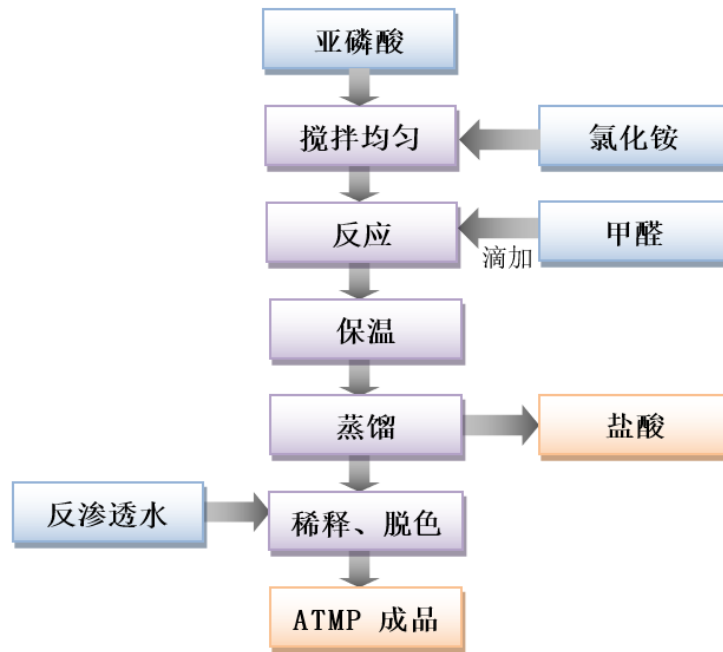 亚磷酸
搅拌均匀
氯化铵
反应
甲醛
滴加
保温
蒸馏
盐酸
反渗透水
稀释、脱色
ATMP 成品